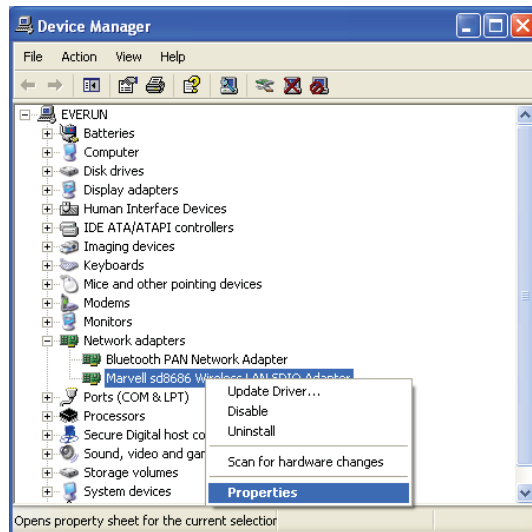 Device Manager
File Action View Help
EVERUN
Batteries
Computer
Disk drives
Display adapters
Human Interface Devices
IDE ATA/ATAPI controllers
Imaging devices
Keyboards
Mice and other pointing devices
Modems
Monitors
Network adapters
Bluetooth PAN Network Adapter
Marvell sd8686 Wireless LAN SDIO Adapter
Ports (COM & LPT)
Processors
Secure Digital host co
Sound, video and gam
Storage volumes
System devices
Update Driver...
Disable
Uninstall
Scan for hardware changes
Properties
Opens property sheet for the current selection